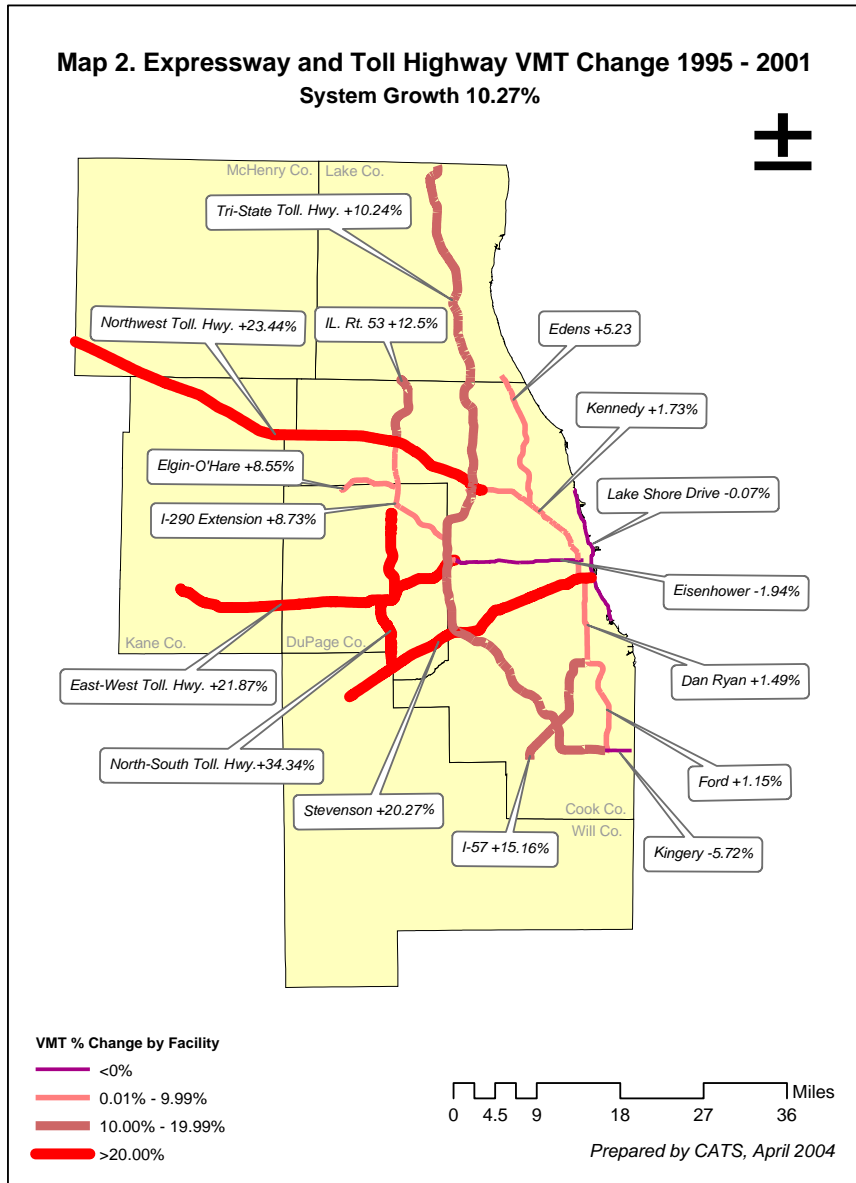 Map 2. Expressway and Toll Highway VMT Change 1995 - 2001
System Growth 10.27%
McHenry Co.
Lake Co.
Tri-State Toll. Hwy. +10.24%
Northwest Toll. Hwy. +23.44%
IL. Rt. 53 +12.5%
Edens +5.23
Kennedy +1.73%
Elgin-O'Hare +8.55%
Lake Shore Drive -0.07%
I-290 Extension +8.73%
Eisenhower -1.94%
Kane Co.
DuPage Co.
East-West Toll. Hwy. +21.87%
Dan Ryan +1.49%
North-South Toll. Hwy.+34.34%
Ford +1.15%
Stevenson +20.27%
Cook Co.
Will Co.
I-57 +15.16%
Kingery -5.72%
VMT % Change by Facility
<0%
0.01% - 9.99%
10.00% - 19.99%
>20.00%
Miles
0 4.5 9 18 27 36
Prepared by CATS, April 2004